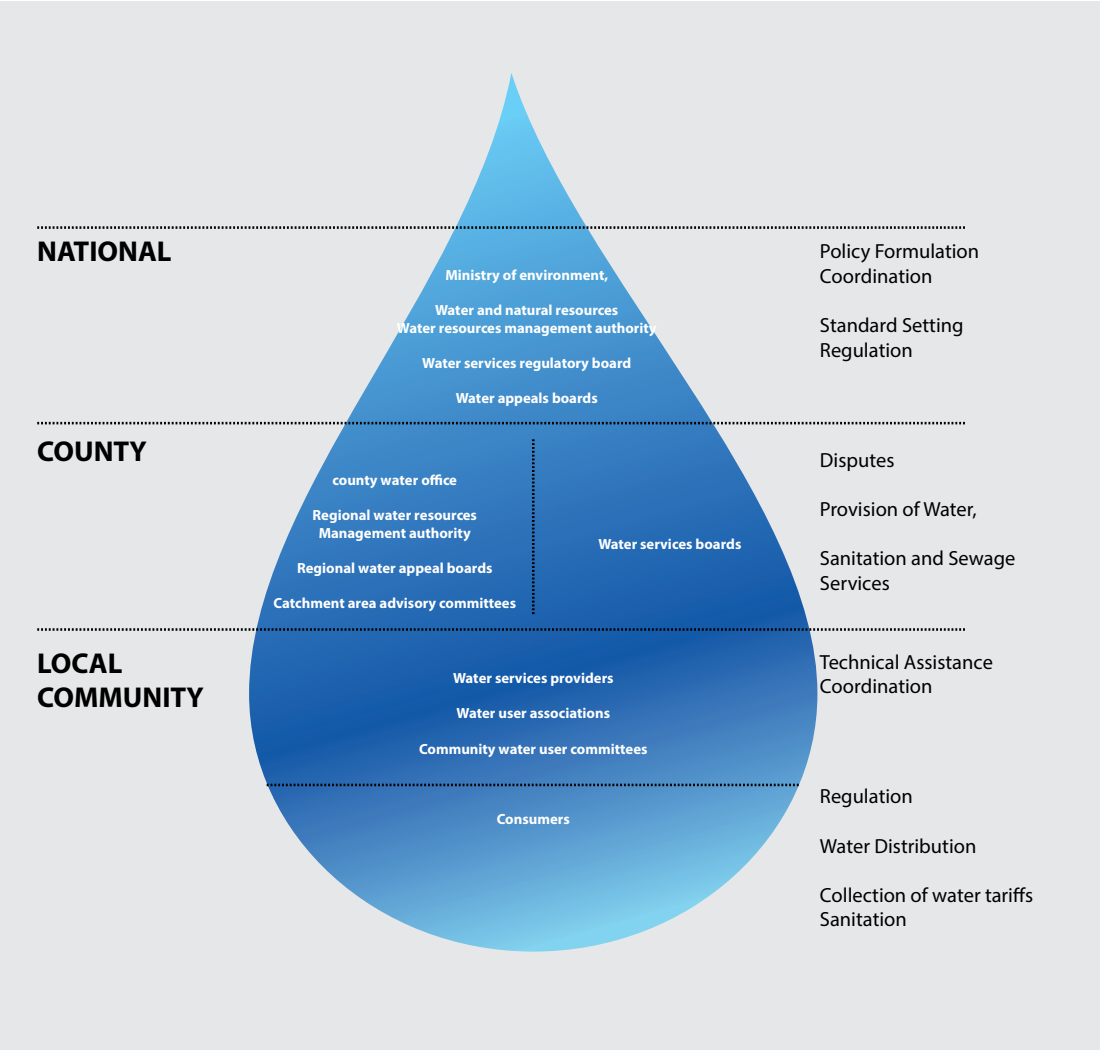 NATIONAL
Ministry of environment,
Water and natural resources
Water resources management authority
Water services regulatory board
Water appeals boards
Policy Formulation
Coordination
Standard Setting
Regulation
COUNTY
county water office
Regional water resources
Management authority
Regional water appeal boards
Catchment area advisory committees
Water services boards
Disputes
Provision of Water,
Sanitation and Sewage
Services
LOCAL
COMMUNITY
Water services providers
Water user associations
Community water user committees
Consumers
Technical Assistance
Coordination
Regulation
Water Distribution
Collection of water tariffs
Sanitation